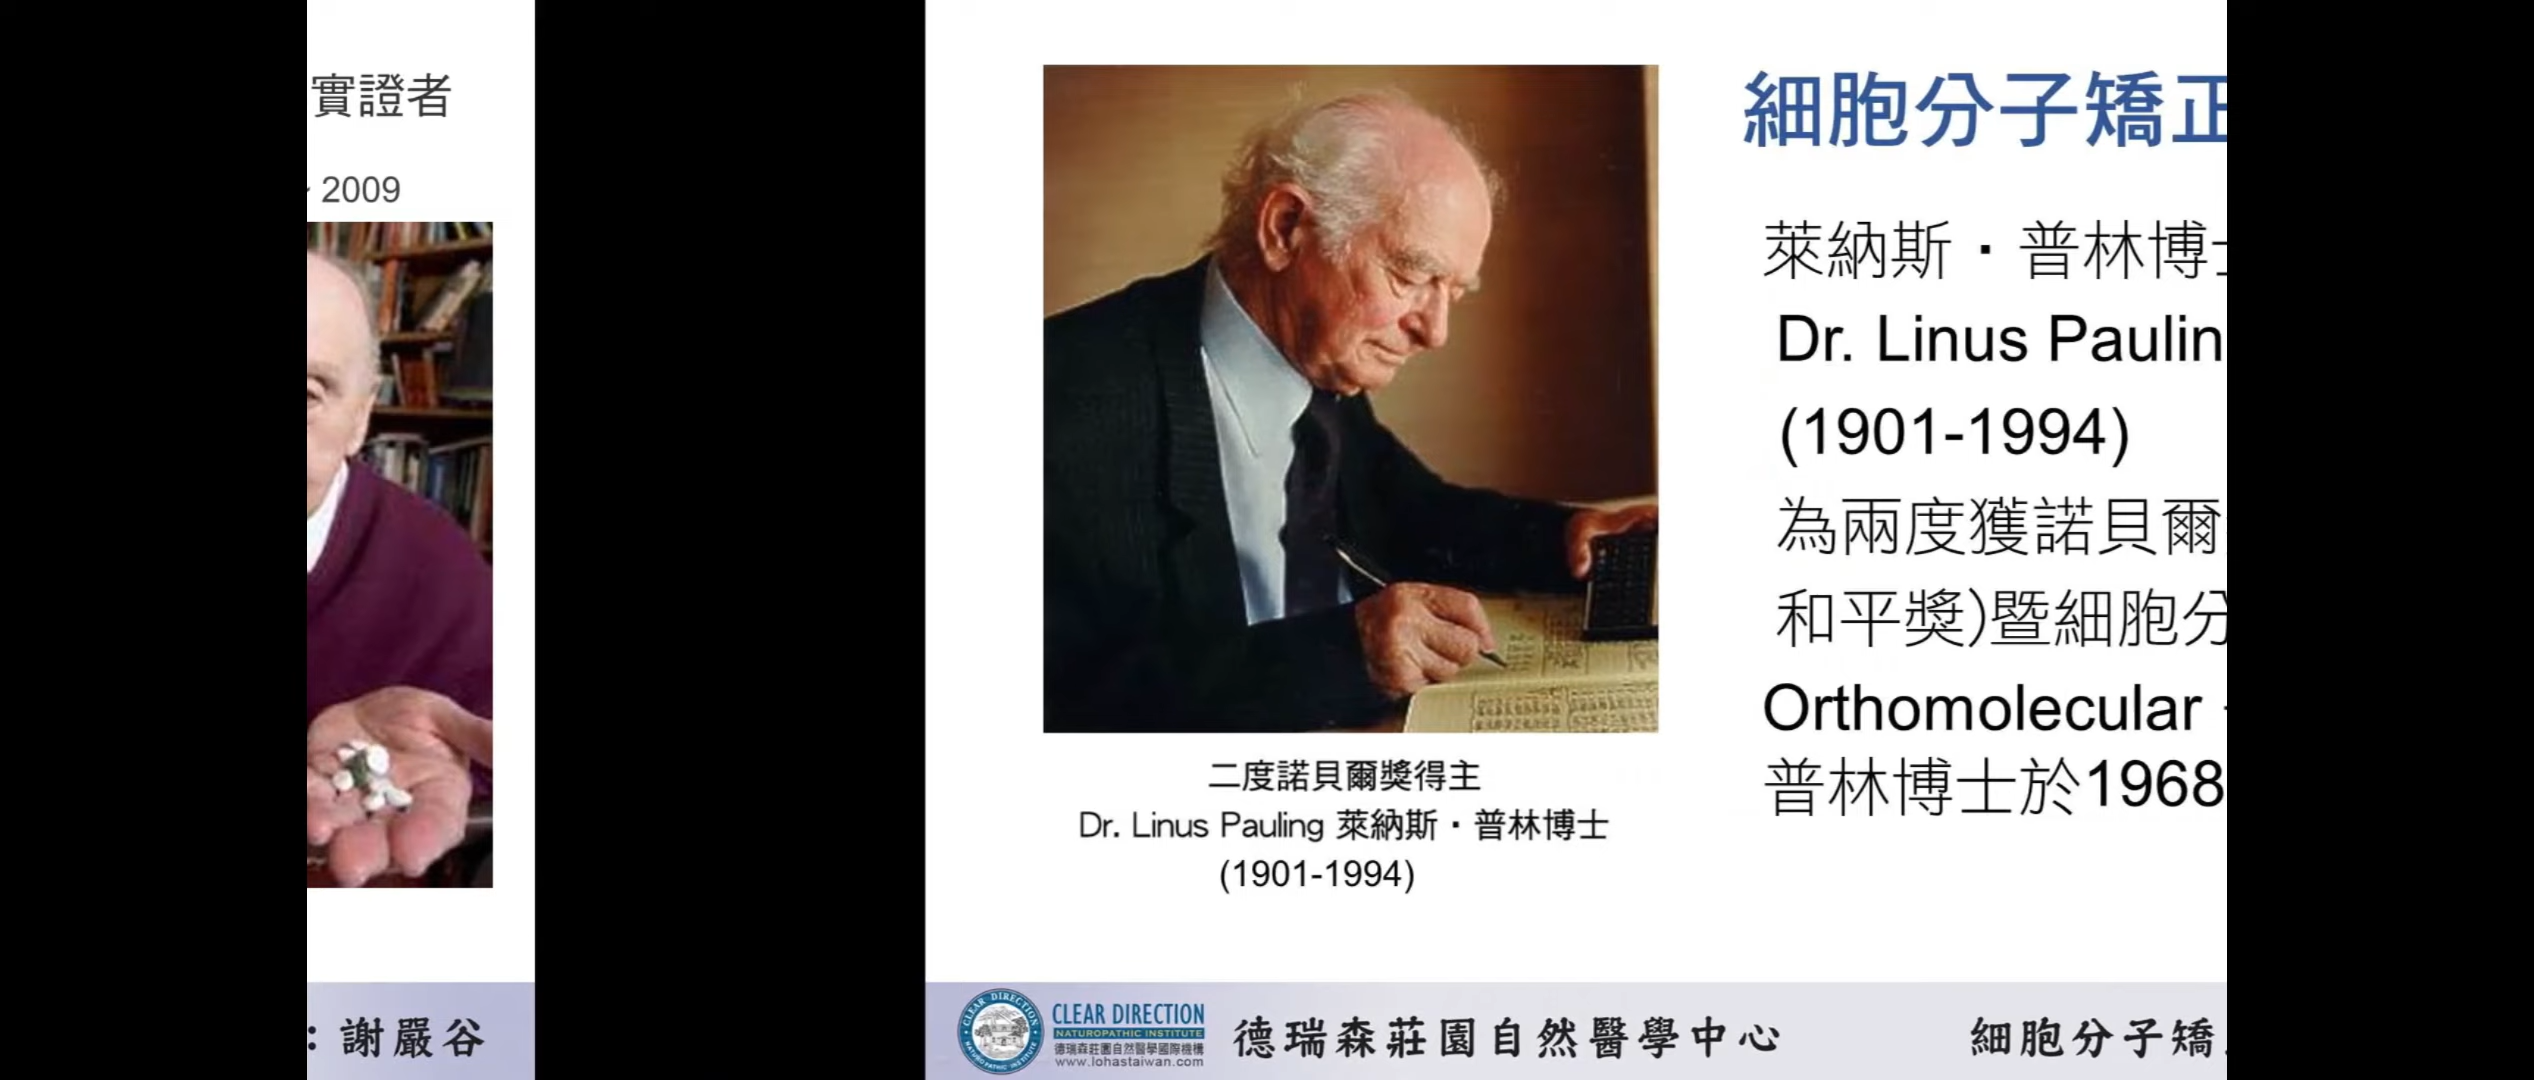 實證者
2009
：謝嚴谷
細胞分子矯正
萊納斯・普林博士
Dr. Linus Paulin
(1901-1994)
為兩度獲諾貝爾
和平獎)暨細胞分
Orthomolecular
普林博士於1968
二度諾貝爾獎得主
Dr. Linus Pauling 萊納斯・普林博士
(1901-1994)
CLEAR DIRECTION
NATUROPATHIC INSTITUTE
德瑞森莊園自然醫學國際機構
www.lohastaiwan.com
CLEAR DIRECTION
NATUROPATHIC INSTITUTE
德瑞森莊園自然醫學中心
細胞分子矯